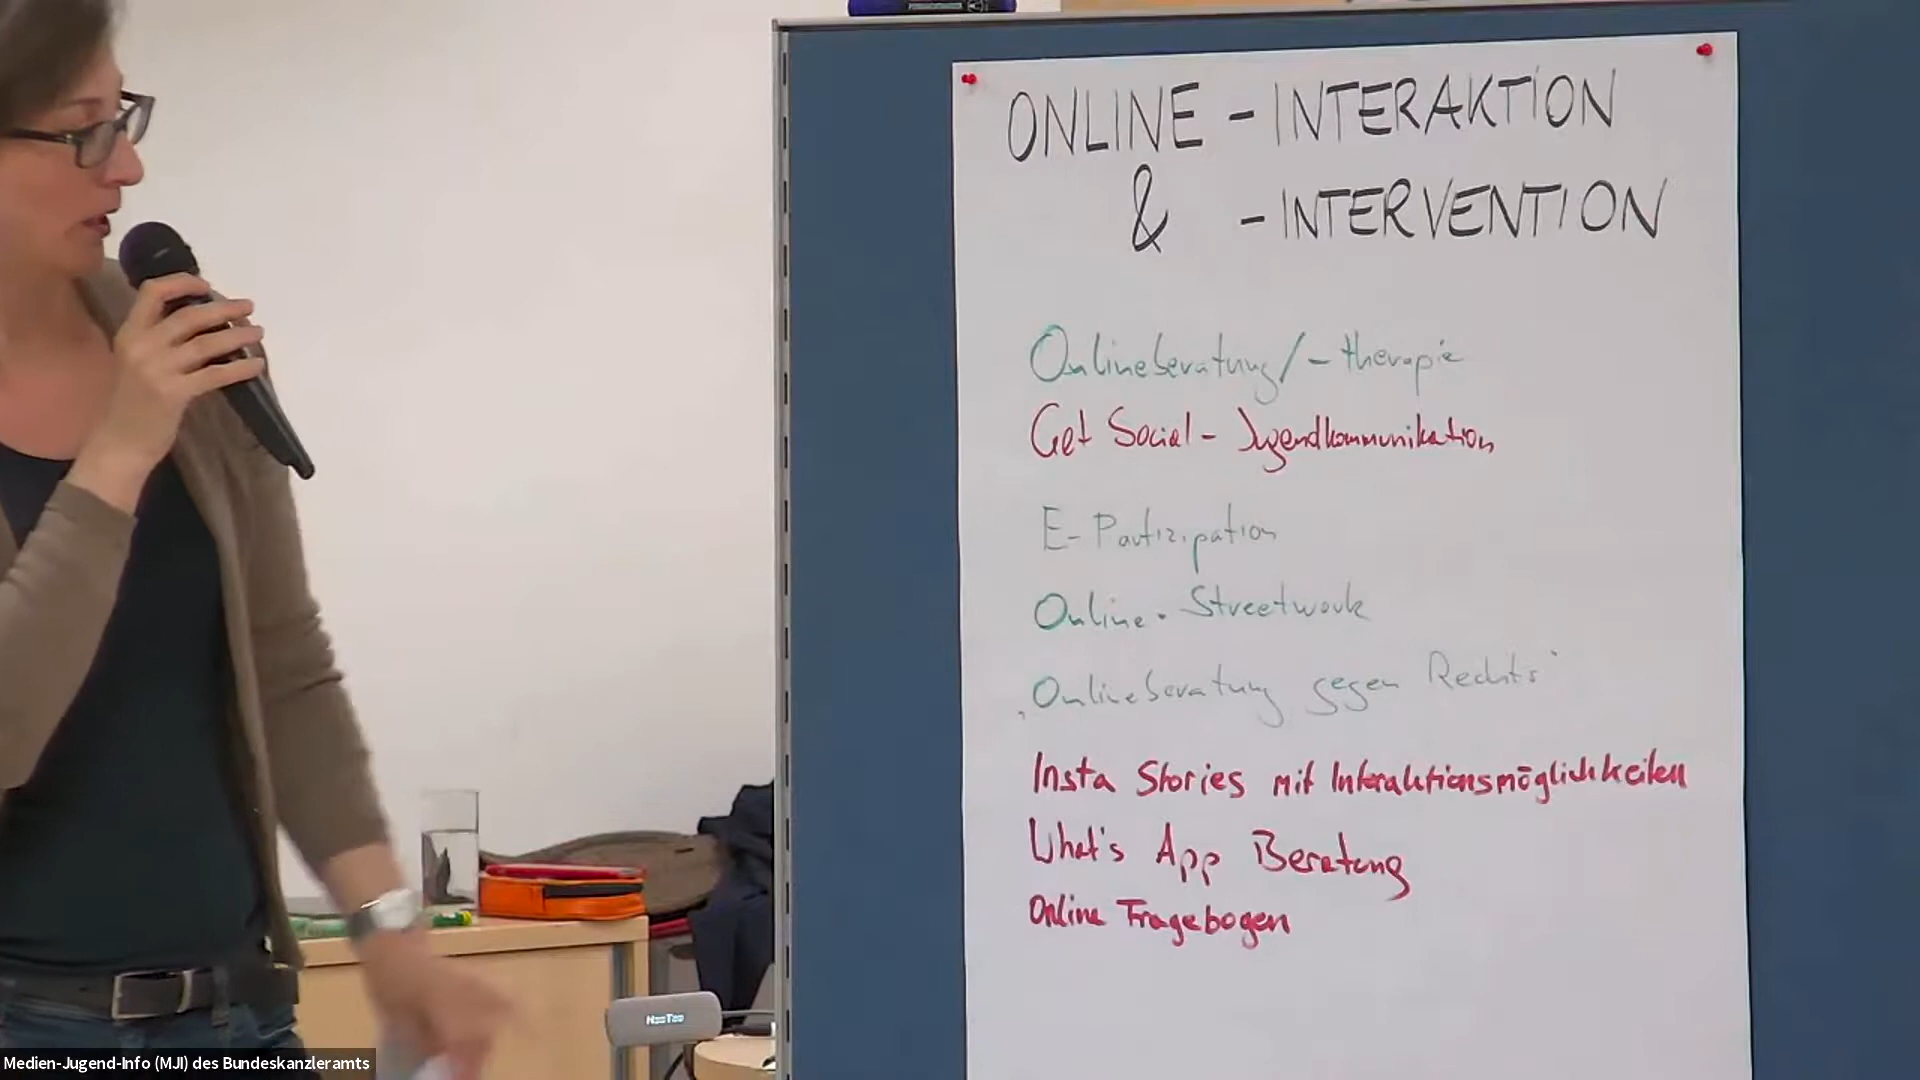 ONLINE - INTERAKTION
& - INTERVENTION
Onlineberatung/-therapie
Get Social - Jugendkommunikation
E-Partizipation
Online-Streetwork
"Onlineberatung gegen Rechts"
Insta Stories mit Interaktionsmöglichkeiten
What's App Beratung
Online Fragebogen
Medien-Jugend-Info (MJI) des Bundeskanzleramts